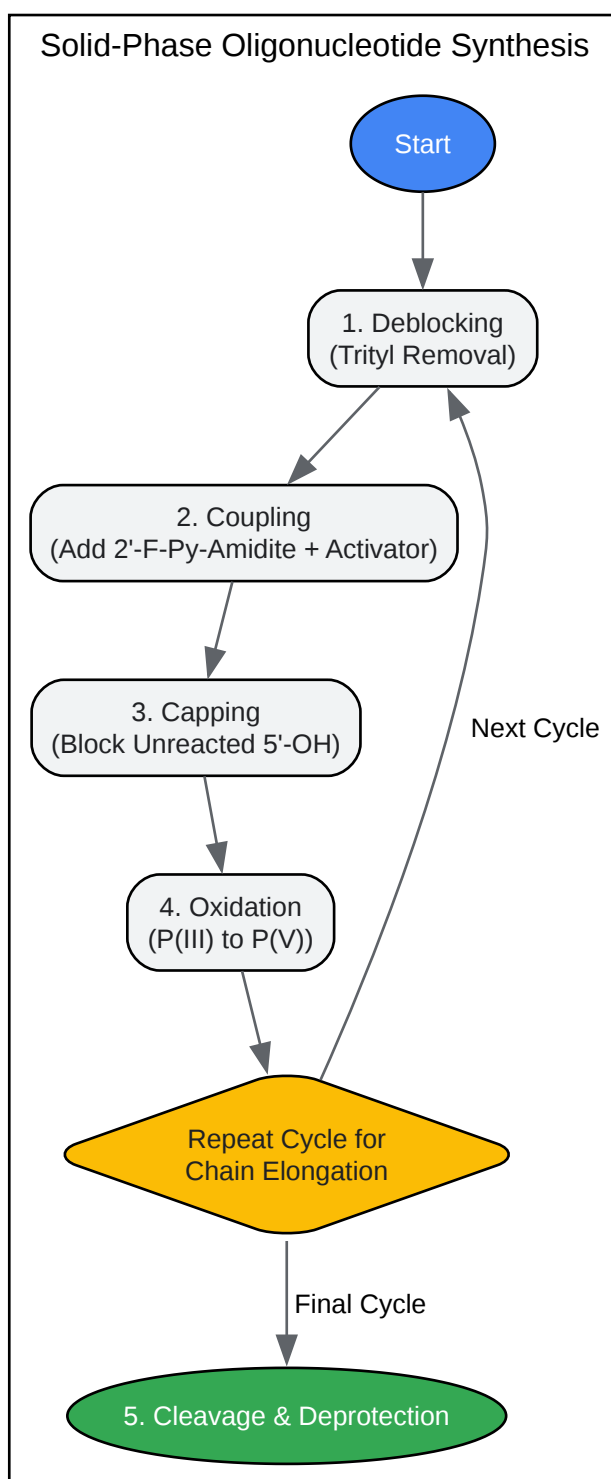 Solid-Phase Oligonucleotide Synthesis
Start
1. Deblocking
(Trityl Removal)
2. Coupling
(Add 2'-F-Py-Amidite + Activator)
3. Capping
(Block Unreacted 5'-OH)
Next Cycle
4. Oxidation
(P(III) to P(V))
Repeat Cycle for
Chain Elongation
Final Cycle
5. Cleavage & Deprotection